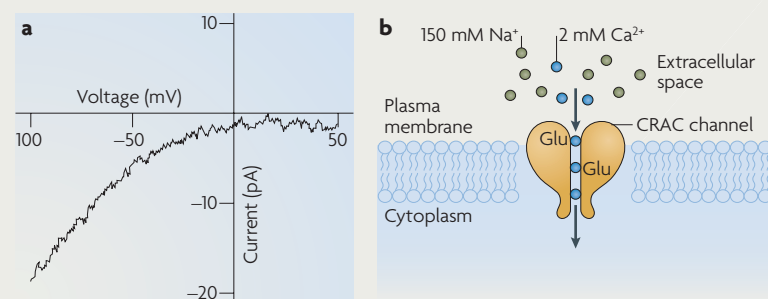 a
10
Voltage (mV)
100
–50
50
–10
Current (pA)
–20
b
150 mM Na⁺
2 mM Ca²⁺
Extracellular
space
Plasma
membrane
CRAC channel
Glu
Glu
Cytoplasm